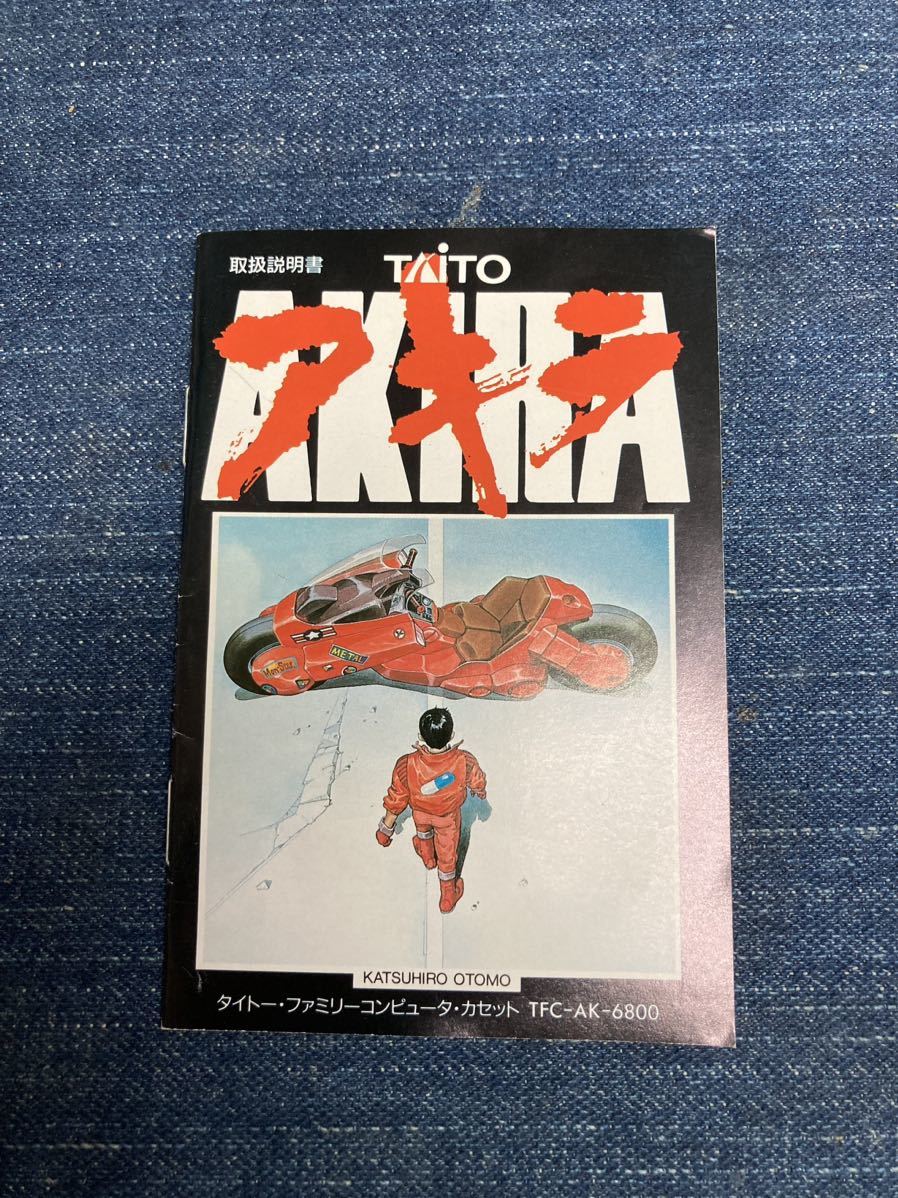 取扱説明書
TAiTO
AKIRA
アキラ
METAL
KATSUHIRO OTOMO
タイトー・ファミリーコンピュータ・カセット TFC-AK-6800